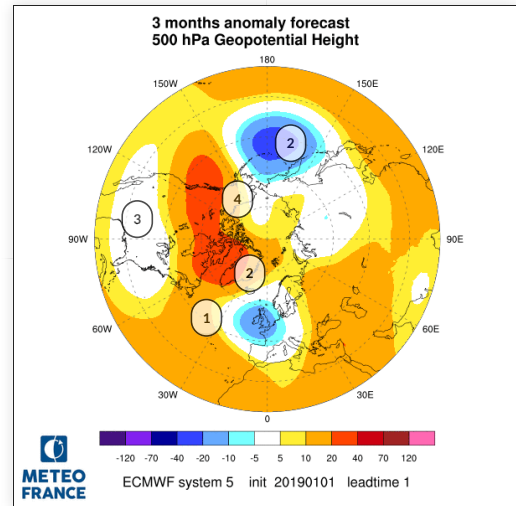 3 months anomaly forecast
500 hPa Geopotential Height
180
150W
150E
120W
120E
2
4
3
90W
90E
2
1
60W
60E
30W
30E
0
-120 -70 -40 -20 -10 -5 5 10 20 40 70 120
METEO
FRANCE
ECMWF system 5 init 20190101 leadtime 1